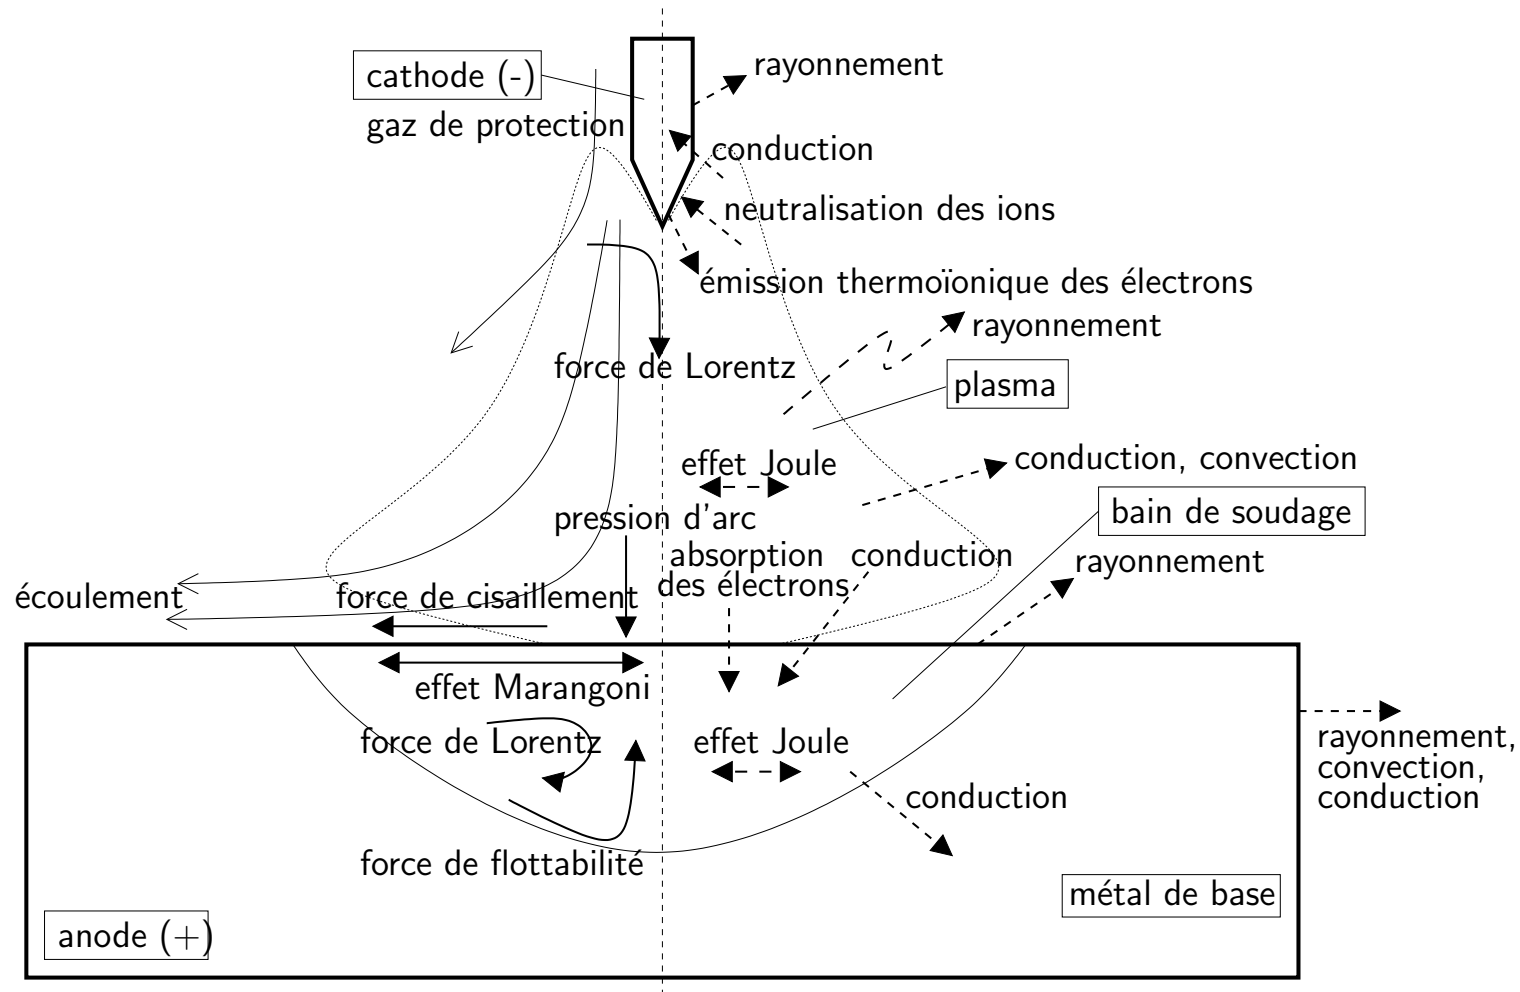 rayonnement
cathode (-)
gaz de protection
conduction
neutralisation des ions
émission thermoïonique des électrons
rayonnement
force de Lorentz
plasma
effet Joule
conduction, convection
pression d'arc
bain de soudage
absorption
des électrons
conduction
rayonnement
écoulement
force de cisaillement
effet Marangoni
force de Lorentz
effet Joule
rayonnement,
convection,
conduction
conduction
force de flottabilité
métal de base
anode (+)